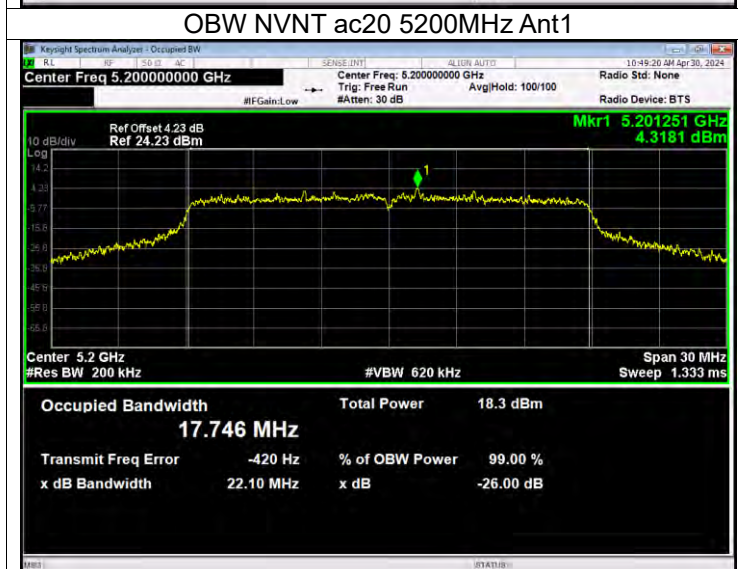 OBW NVNT ac20 5200MHz Ant1
Keysight Spectrum Analyzer - Occupied BW
RL RF 50 Ω AC SENSE:INT ALIGN AUTO 10:49:20 AM Apr 30, 2024
Center Freq 5.200000000 GHz Center Freq: 5.200000000 GHz Radio Std: None
Trig: Free Run Avg|Hold: 100/100
#IFGain:Low #Atten: 30 dB Radio Device: BTS
Mkr1 5.201251 GHz
4.3181 dBm
Ref Offset 4.23 dB
10 dB/div Ref 24.23 dBm
Log
14.2
4.23
-5.77
-15.8
-25.8
-35.8
-45.8
-55.8
-65.8
1
Center 5.2 GHz Span 30 MHz
#Res BW 200 kHz #VBW 620 kHz Sweep 1.333 ms
Occupied Bandwidth Total Power 18.3 dBm
17.746 MHz
Transmit Freq Error -420 Hz % of OBW Power 99.00 %
x dB Bandwidth 22.10 MHz x dB -26.00 dB
MSG STATUS